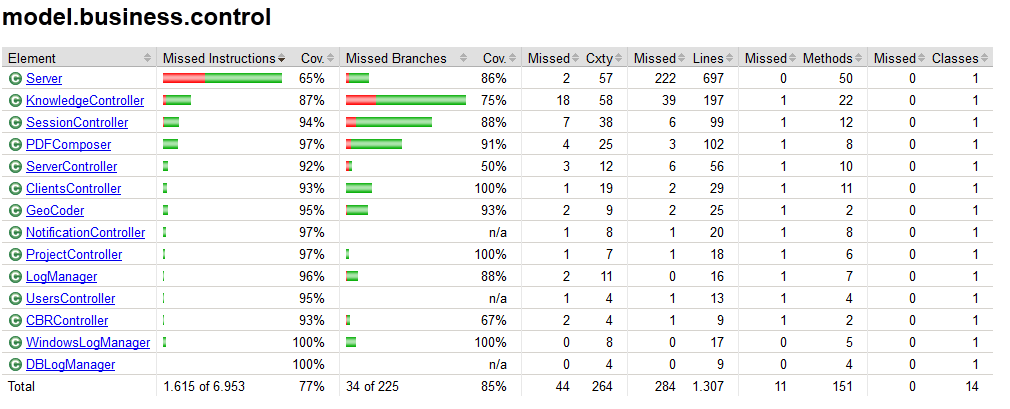 model.business.control
Element Missed Instructions Cov. Missed Branches Cov. Missed Cxty Missed Lines Missed Methods Missed Classes
C Server 65% 86% 2 57 222 697 0 50 0 1
C KnowledgeController 87% 75% 18 58 39 197 1 22 0 1
C SessionController 94% 88% 7 38 6 99 1 12 0 1
C PDFComposer 97% 91% 4 25 3 102 1 8 0 1
C ServerController 92% 50% 3 12 6 56 1 10 0 1
C ClientsController 93% 100% 1 19 2 29 1 11 0 1
C GeoCoder 95% 93% 2 9 2 25 1 2 0 1
C NotificationController 97% n/a 1 8 1 20 1 8 0 1
C ProjectController 97% 100% 1 7 1 18 1 6 0 1
C LogManager 96% 88% 2 11 0 16 1 7 0 1
C UsersController 95% n/a 1 4 1 13 1 4 0 1
C CBRController 93% 67% 2 4 1 9 1 2 0 1
C WindowsLogManager 100% 100% 0 8 0 17 0 5 0 1
C DBLogManager 100% n/a 0 4 0 9 0 4 0 1
Total 1.615 of 6.953 77% 34 of 225 85% 44 264 284 1.307 11 151 0 14